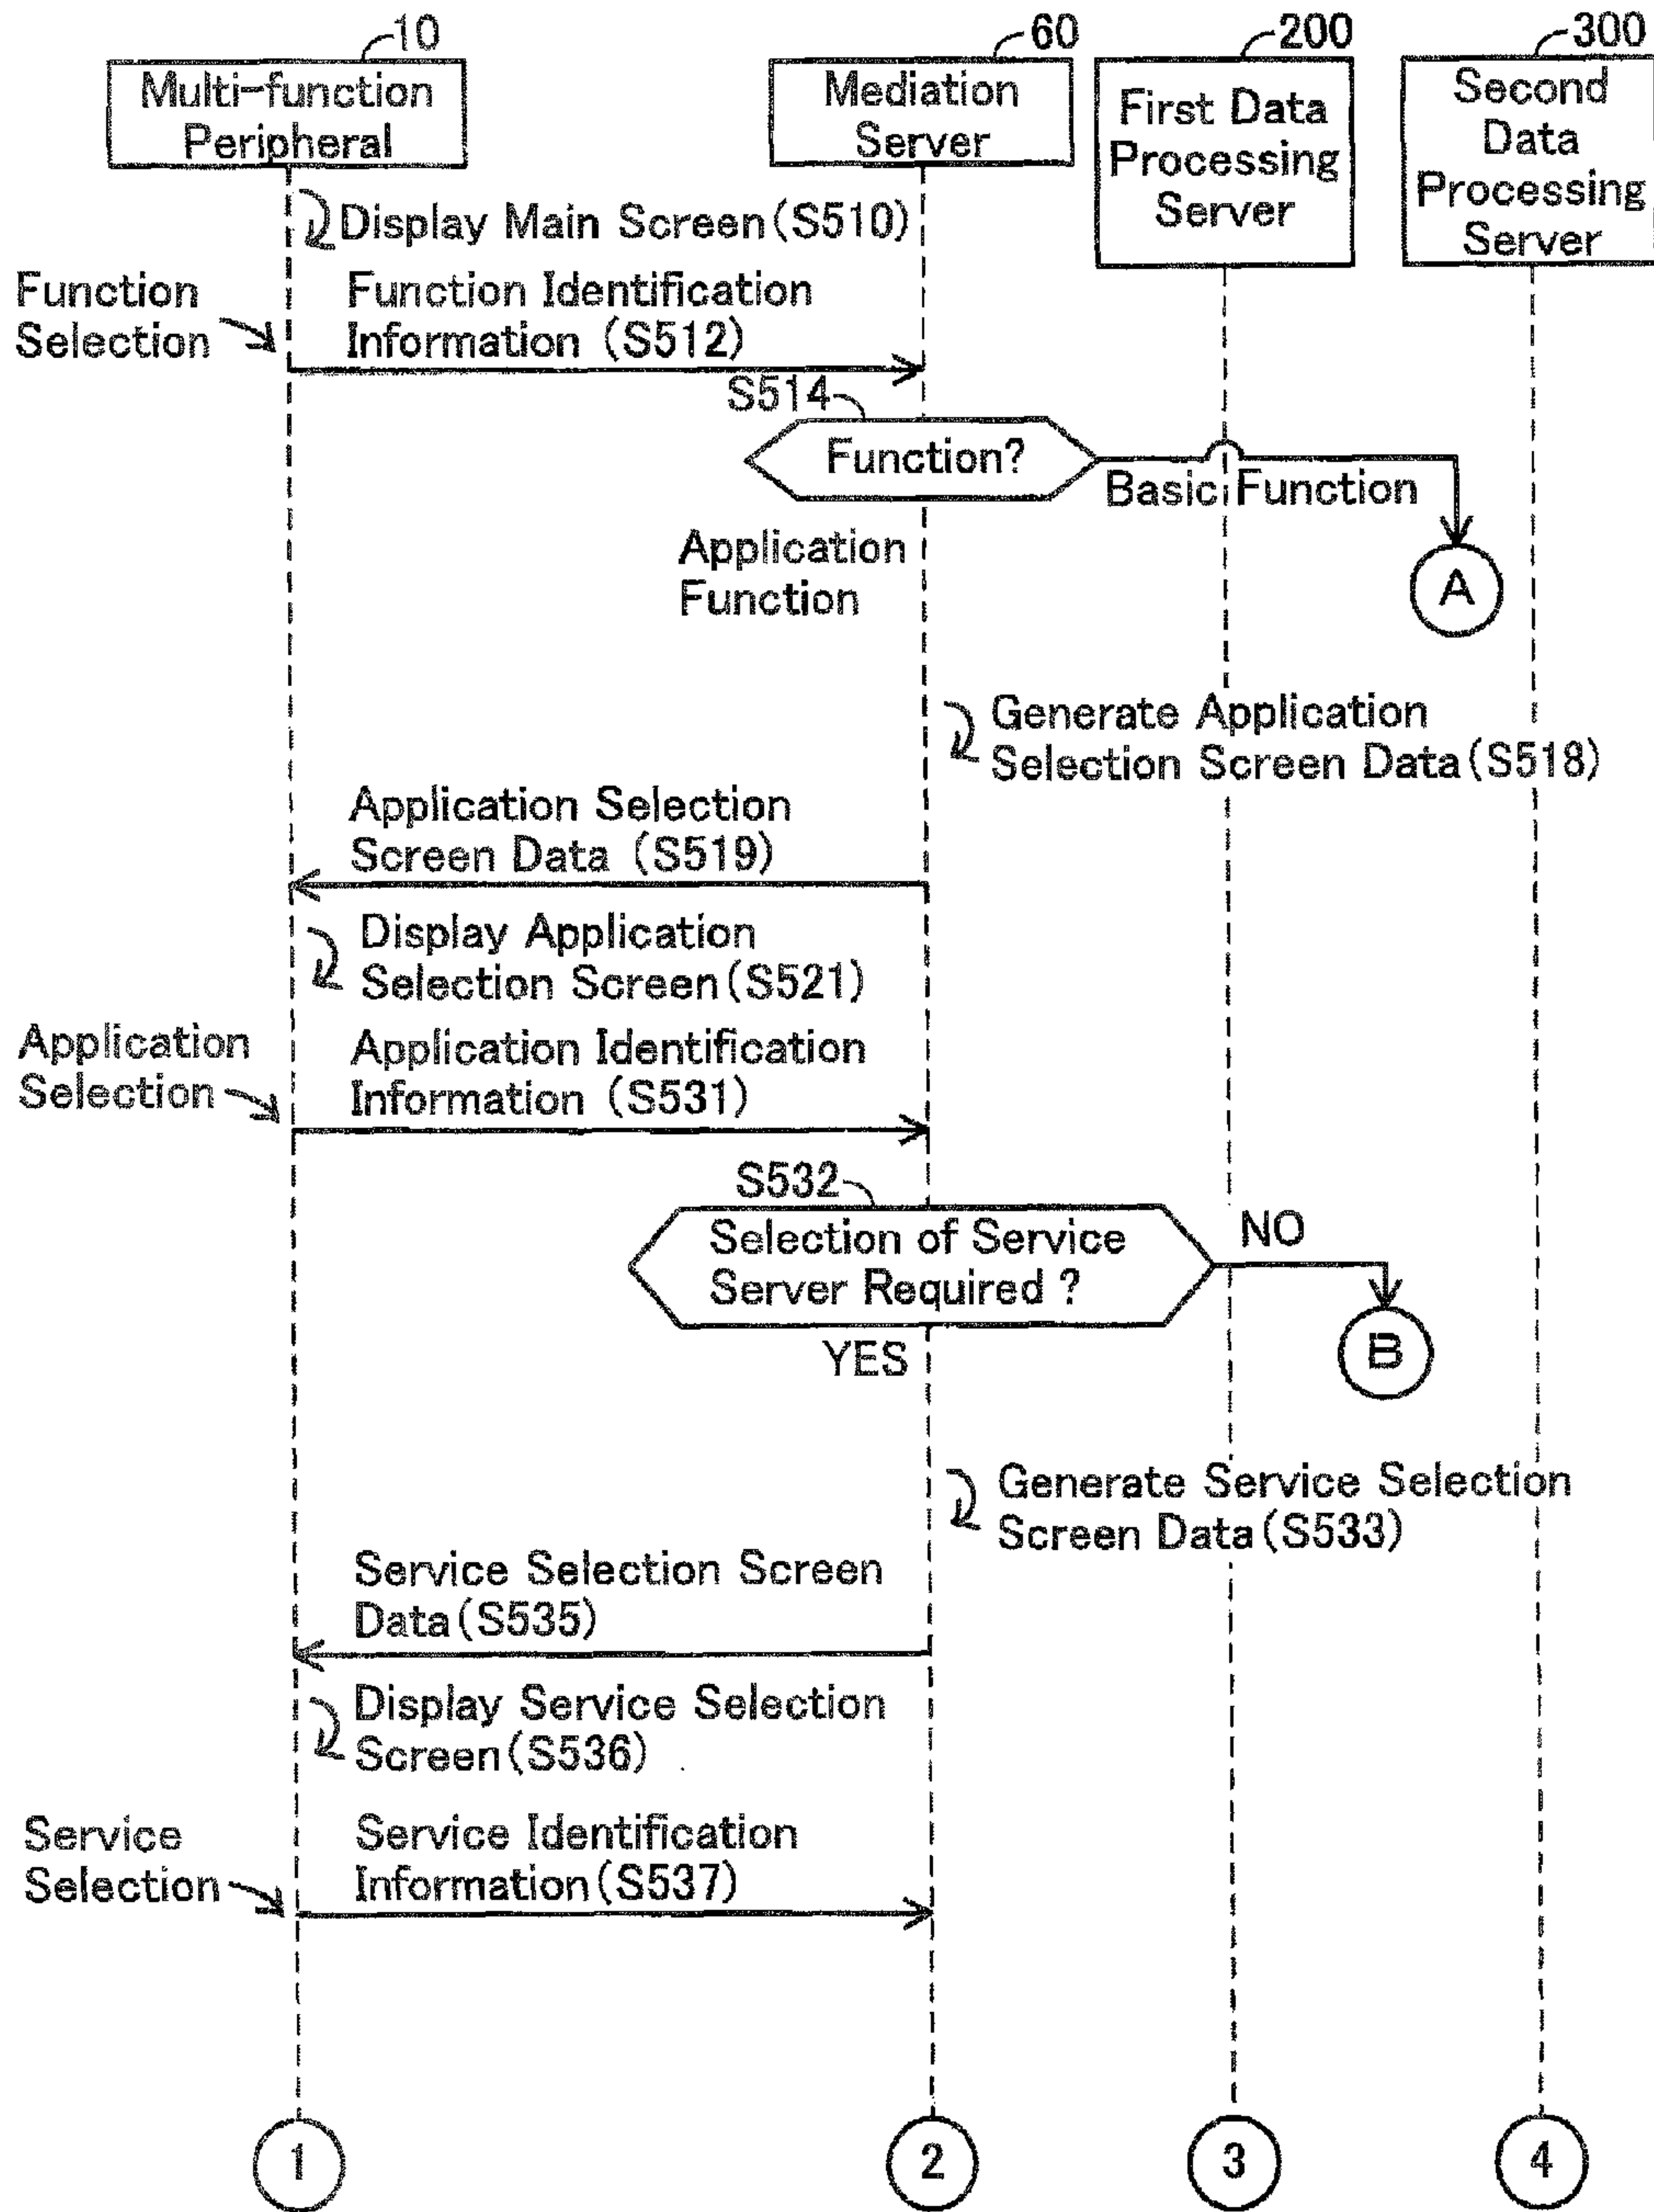 10
60
200
300
Multi-function
Peripheral
Mediation
Server
First Data
Processing
Server
Second
Data
Processing
Server
Display Main Screen(S510)
Function
Selection
Function Identification
Information (S512)
S514
Function?
Basic Function
A
Application
Function
Generate Application
Selection Screen Data(S518)
Application Selection
Screen Data (S519)
Display Application
Selection Screen(S521)
Application
Selection
Application Identification
Information (S531)
S532
Selection of Service
Server Required ?
NO
B
YES
Generate Service Selection
Screen Data(S533)
Service Selection Screen
Data(S535)
Display Service Selection
Screen(S536)
Service
Selection
Service Identification
Information(S537)
1
2
3
4